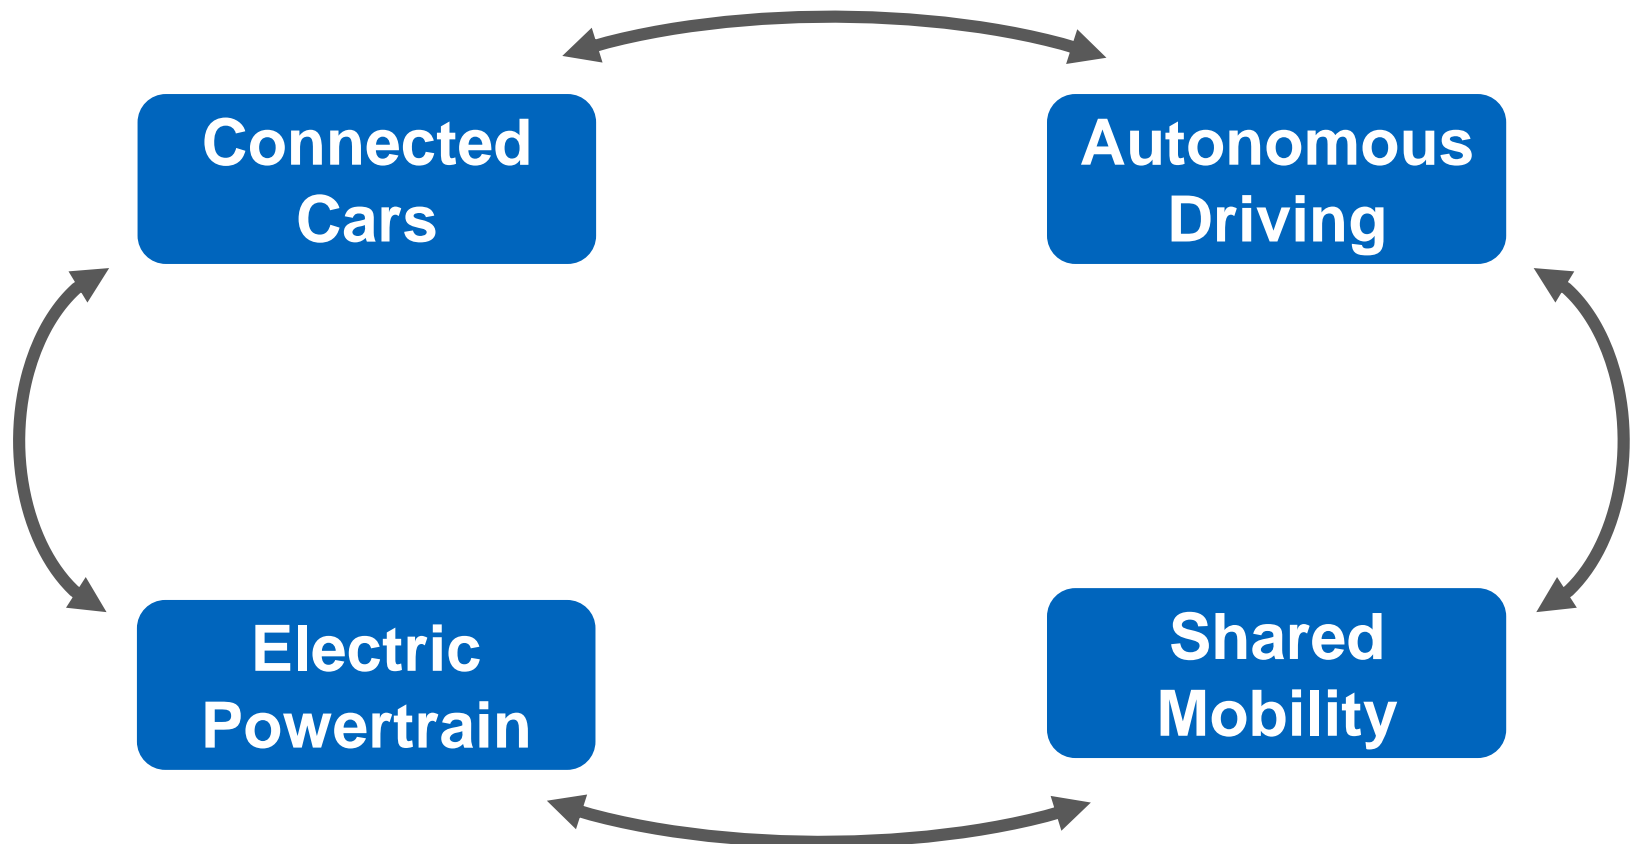 Connected
Cars
Autonomous
Driving
Electric
Powertrain
Shared
Mobility